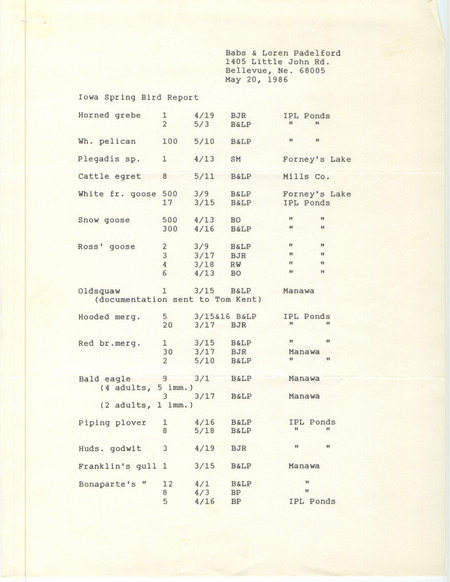 Babs & Loren Padelford
1405 Little John Rd.
Bellevue, Ne. 68005
May 20, 1986
Iowa Spring Bird Report
Horned grebe 1 4/19 BJR IPL Ponds
2 5/3 B&LP " "
Wh. pelican 100 5/10 B&LP " "
Plegadis sp. 1 4/13 SM Forney's Lake
Cattle egret 8 5/11 B&LP Mills Co.
White fr. goose 500 3/9 B&LP Forney's Lake
17 3/15 B&LP IPL Ponds
Snow goose 500 4/13 BO " "
300 4/16 B&LP " "
Ross' goose 2 3/9 B&LP " "
3 3/17 BJR " "
4 3/18 RW " "
6 4/13 BO " "
Oldsquaw 1 3/15 B&LP Manawa
(documentation sent to Tom Kent)
Hooded merg. 5 3/15&16 B&LP IPL Ponds
20 3/17 BJR " "
Red br.merg. 1 3/15 B&LP " "
30 3/17 BJR Manawa
2 5/10 B&LP " "
Bald eagle 9 3/1 B&LP Manawa
(4 adults, 5 imm.)
3 3/17 B&LP Manawa
(2 adults, 1 imm.)
Piping plover 1 4/16 B&LP IPL Ponds
8 5/18 B&LP " "
Huds. godwit 3 4/19 BJR " "
Franklin's gull 1 3/15 B&LP Manawa
Bonaparte's " 12 4/1 B&LP "
8 4/3 BP "
5 4/16 BP IPL Ponds